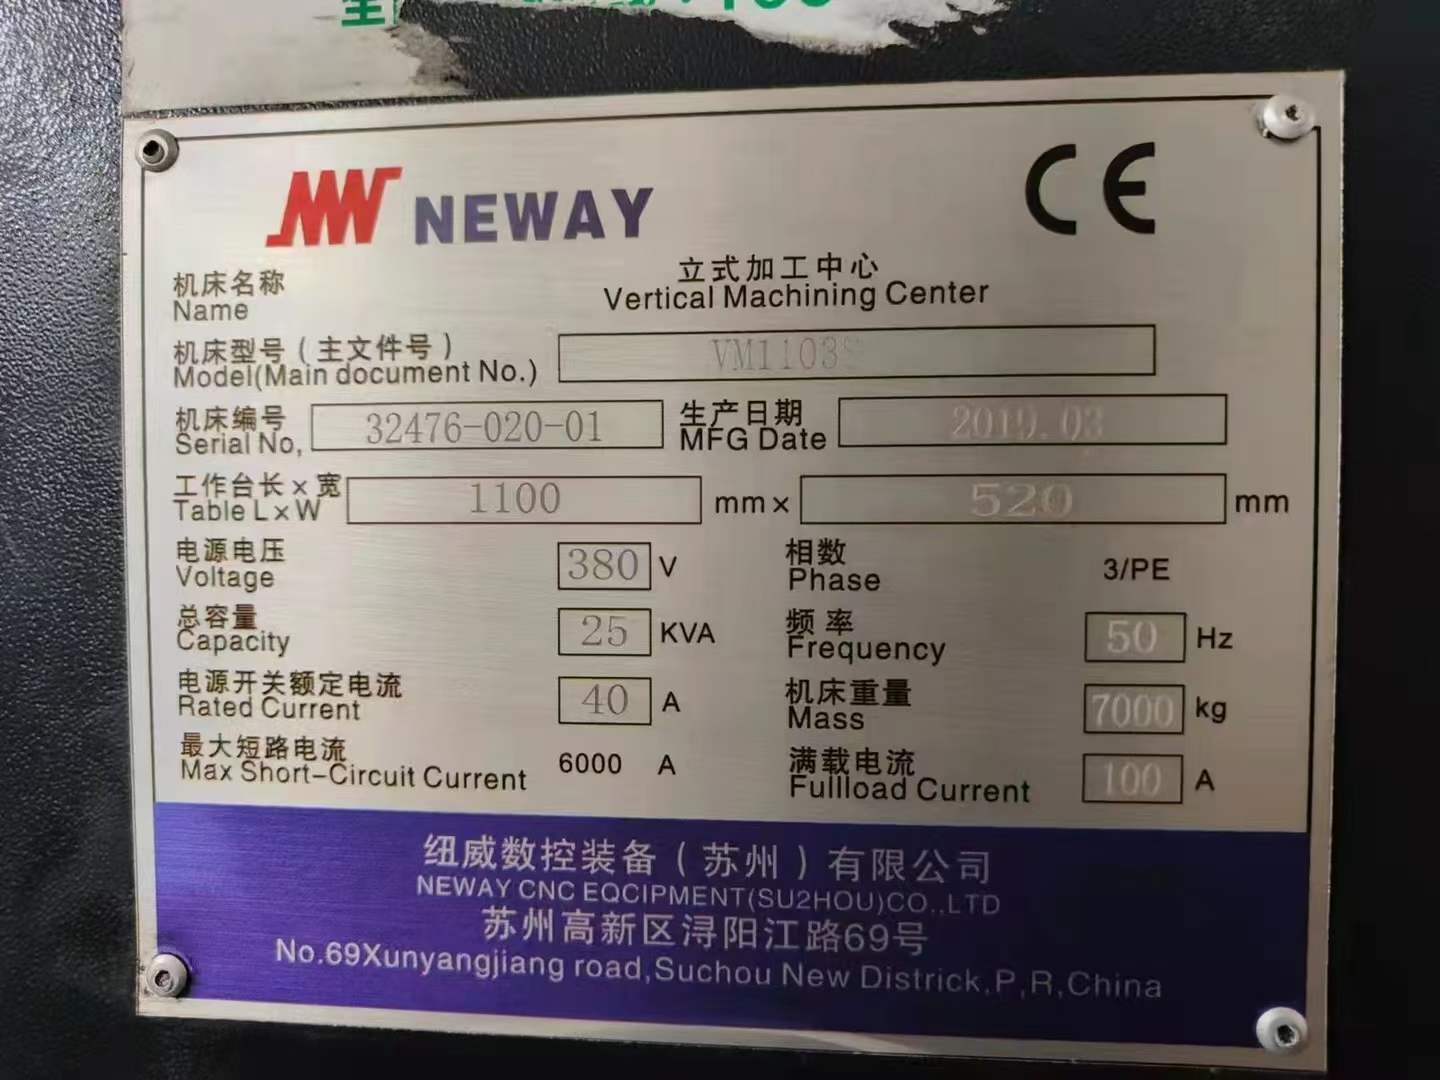 NEWAY
CE
机床名称
Name
立式加工中心
Vertical Machining Center
机床型号(主文件号)
Model(Main document No.)
VM1103S
机床编号
Serial No,
32476-020-01
生产日期
MFG Date
2019.03
工作台长×宽
Table L×W
1100 mm× 520 mm
电源电压
Voltage
380 V
相数
Phase
3/PE
总容量
Capacity
25 KVA
频率
Frequency
50 Hz
电源开关额定电流
Rated Current
40 A
机床重量
Mass
7000 kg
最大短路电流
Max Short-Circuit Current
6000 A
满载电流
Fullload Current
100 A
纽威数控装备(苏州)有限公司
NEWAY CNC EQCIPMENT(SU2HOU)CO.,LTD
苏州高新区浔阳江路69号
No.69Xunyangjiang road,Suchou New Districk,P,R,China